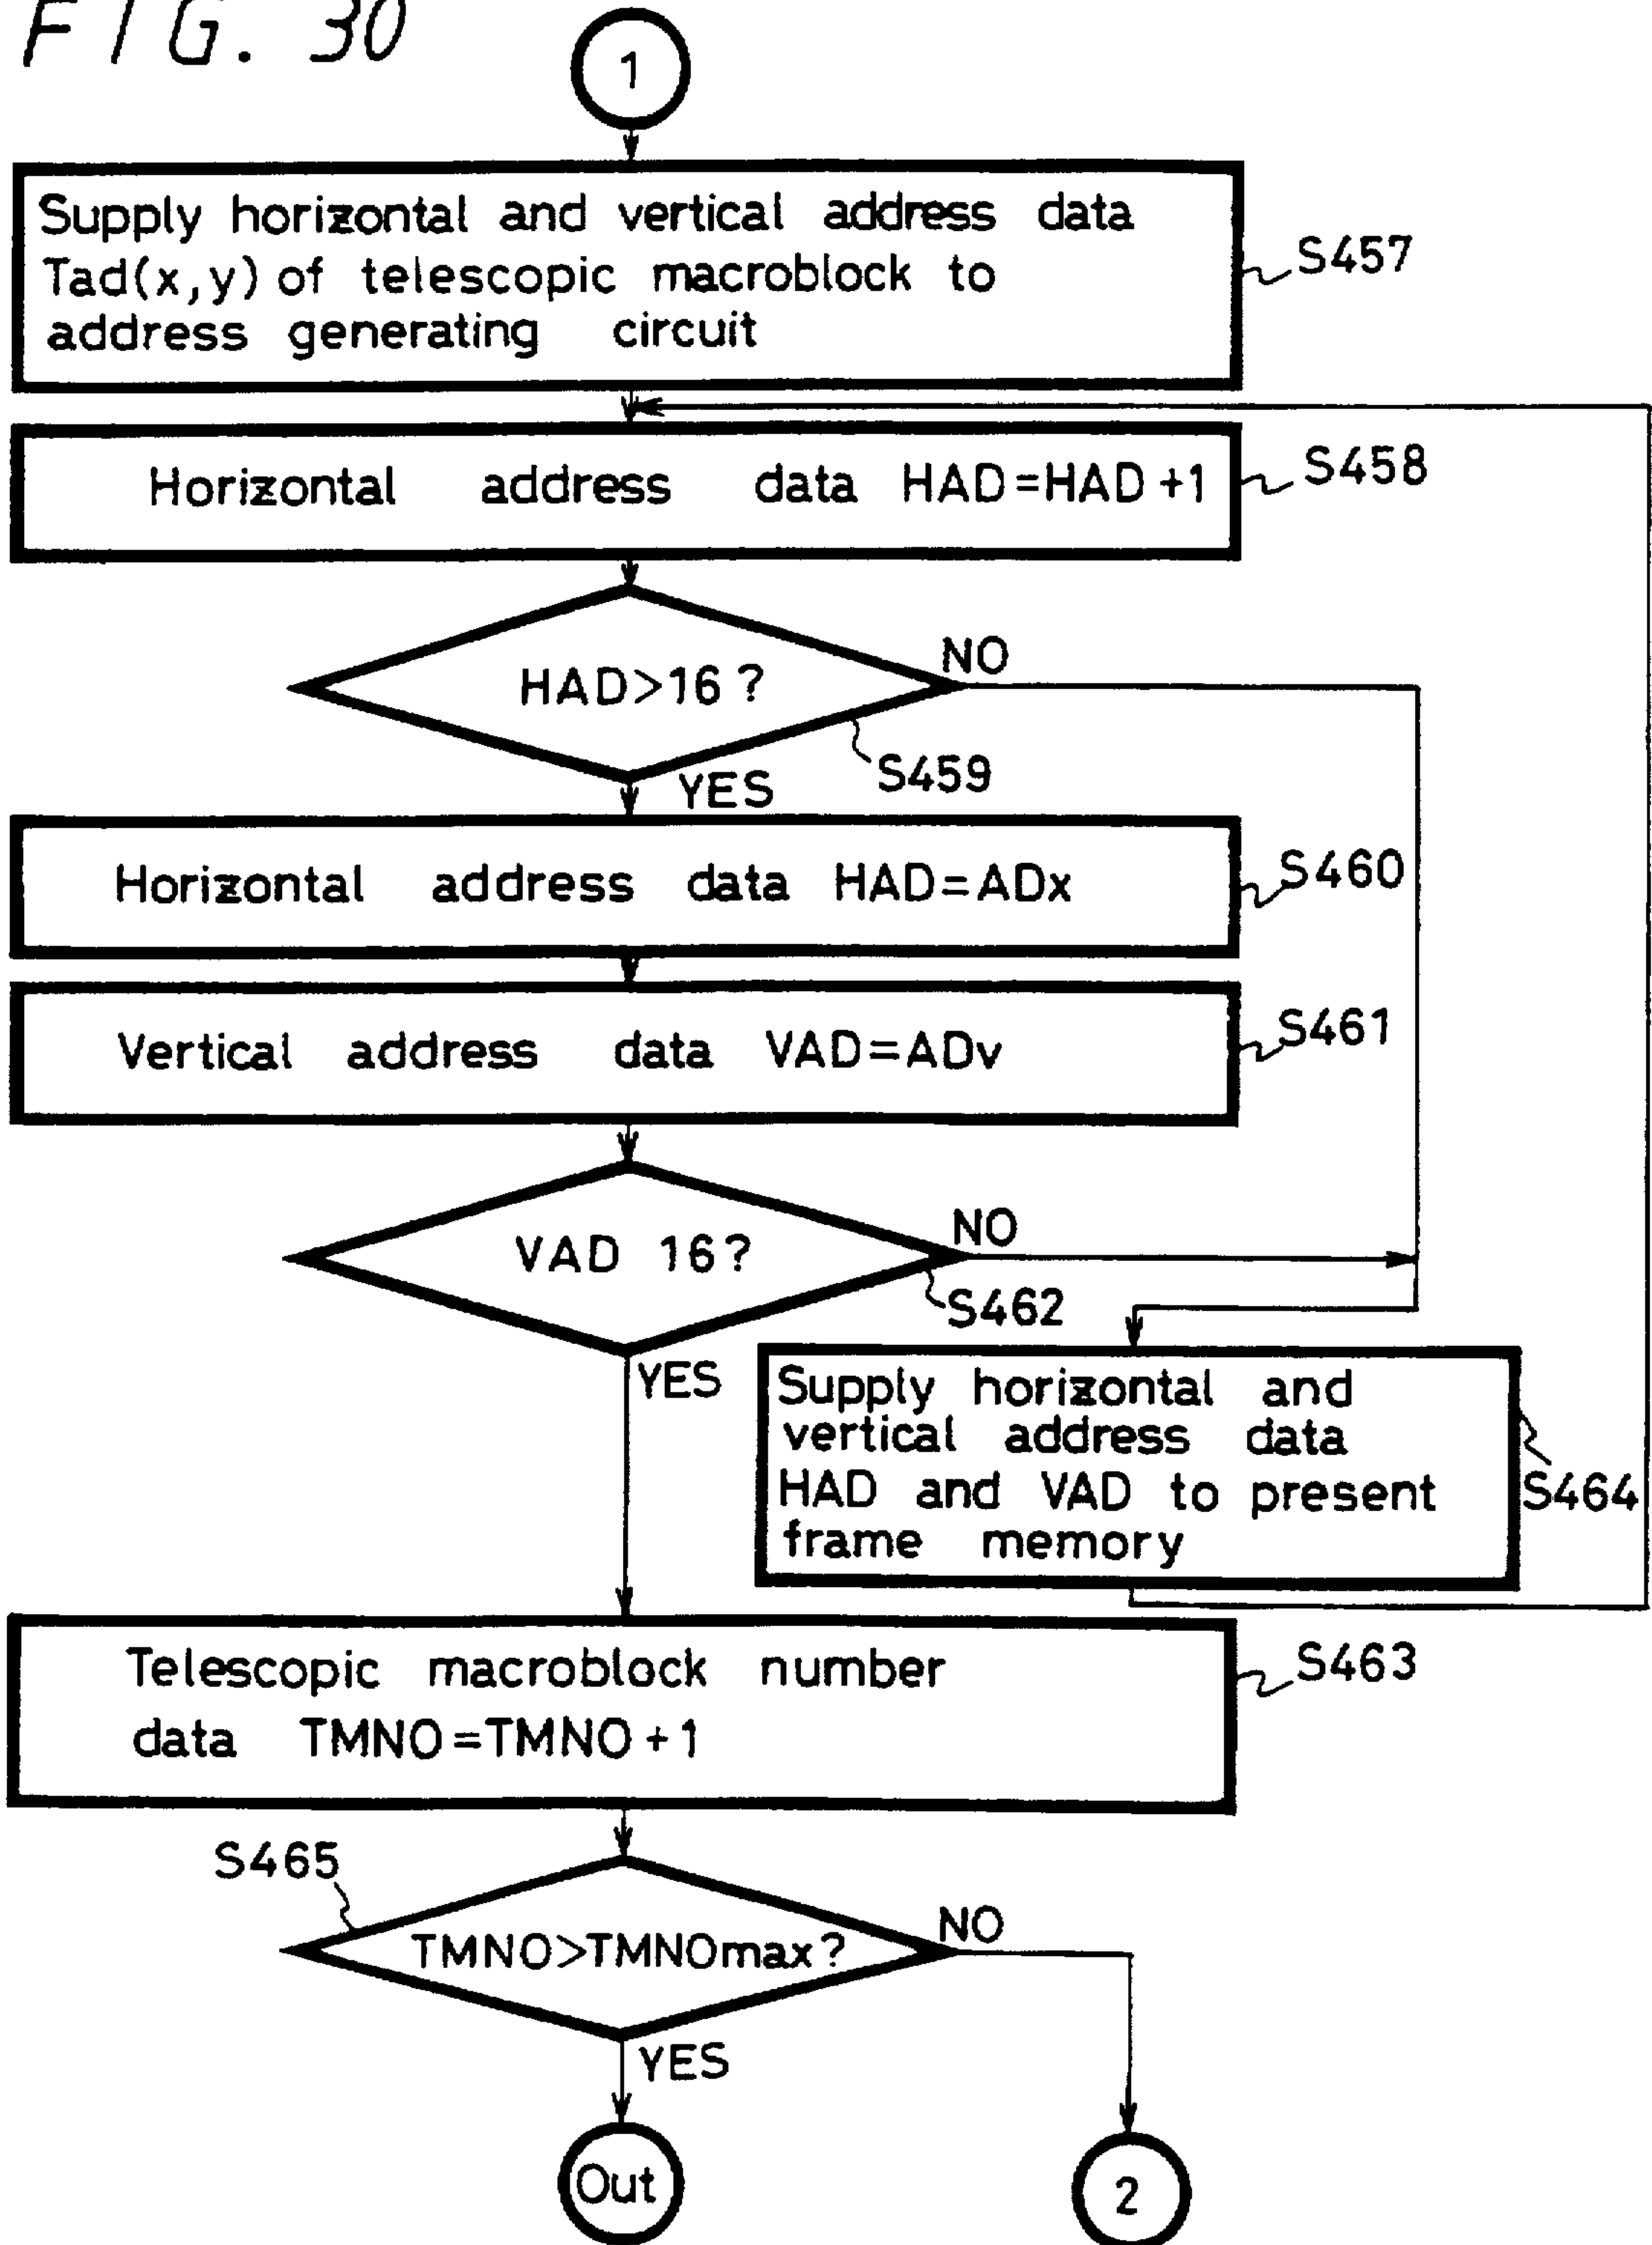 FIG. 30
1
Supply horizontal and vertical address data
Tad(x,y) of telescopic macroblock to
address generating circuit
S457
Horizontal address data HAD=HAD+1
S458
HAD>16?
NO
S459
YES
Horizontal address data HAD=ADx
S460
Vertical address data VAD=ADv
S461
VAD 16?
NO
S462
YES
Supply horizontal and
vertical address data
HAD and VAD to present
frame memory
S464
Telescopic macroblock number
data TMNO=TMNO+1
S463
S465
TMNO>TMNOmax?
NO
YES
Out
2